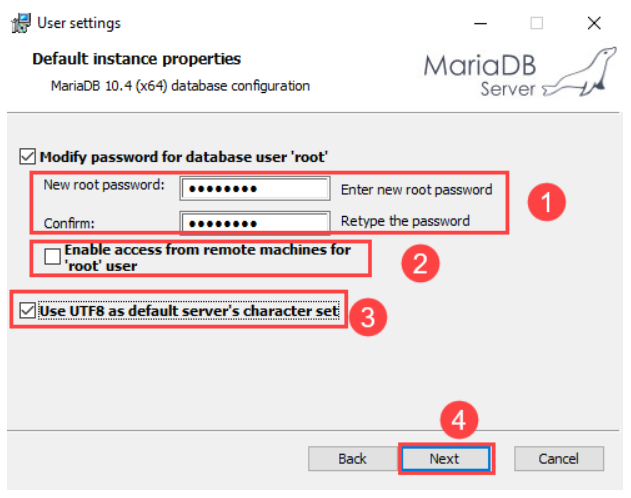 User settings
Default instance properties
MariaDB 10.4 (x64) database configuration
MariaDB
Server
Modify password for database user 'root'
New root password: ●●●●●●●● Enter new root password
Confirm: ●●●●●●●● Retype the password
1
Enable access from remote machines for
'root' user
2
Use UTF8 as default server's character set
3
4
Back Next Cancel